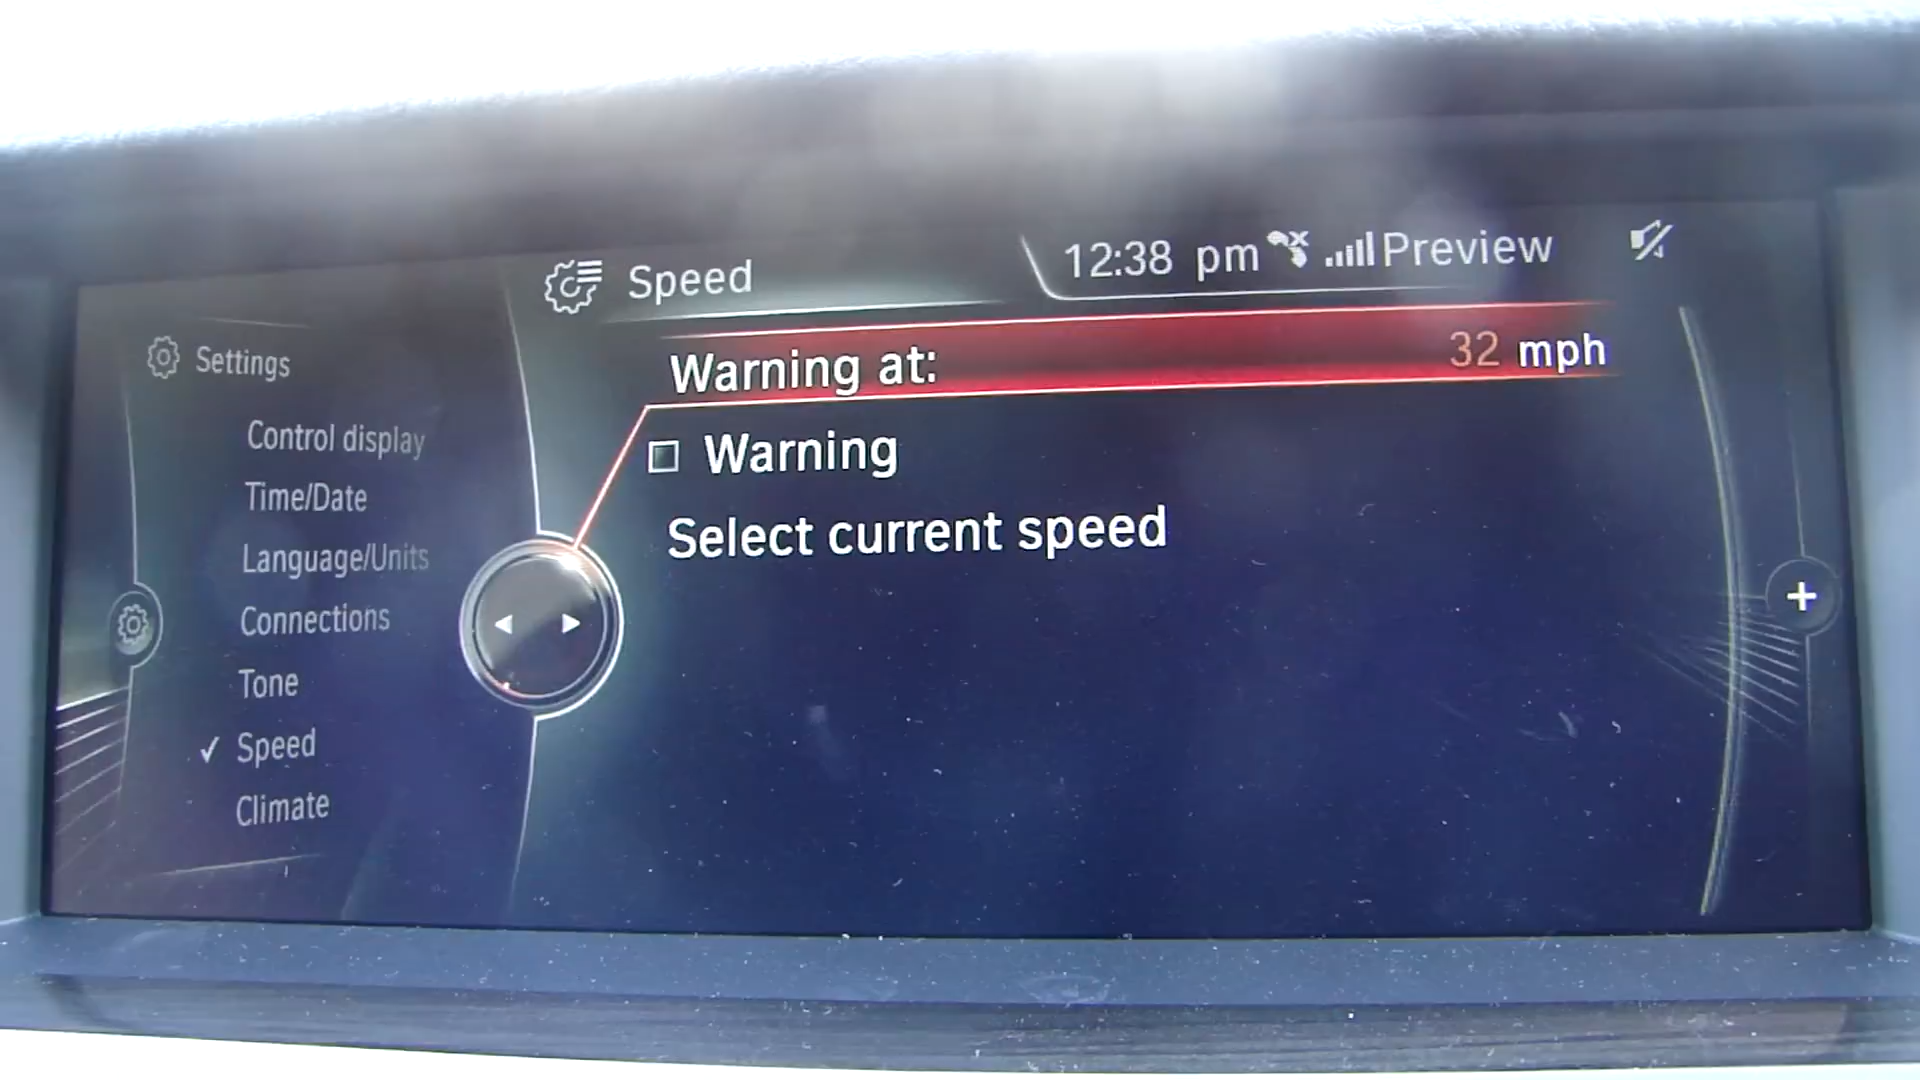 Speed
12:38 pm Preview
Settings
Control display
Time/Date
Language/Units
Connections
Tone
Speed
Climate
Warning at: 32 mph
Warning
Select current speed